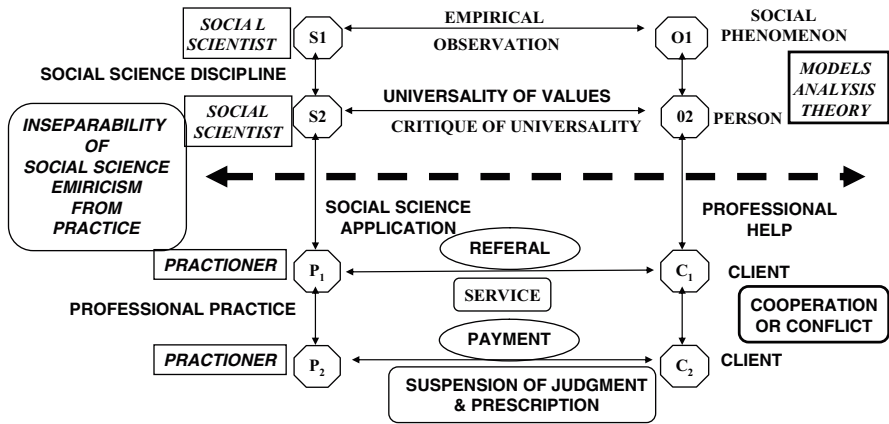 SOCIA L
SCIENTIST
S1
EMPIRICAL
OBSERVATION
O1
SOCIAL
PHENOMENON
SOCIAL SCIENCE DISCIPLINE
MODELS
ANALYSIS
THEORY
SOCIAL
SCIENTIST
S2
UNIVERSALITY OF VALUES
CRITIQUE OF UNIVERSALITY
02
PERSON
INSEPARABILITY
OF
SOCIAL SCIENCE
EMIRICISM
FROM
PRACTICE
SOCIAL SCIENCE
APPLICATION
PROFESSIONAL
HELP
PRACTIONER
P1
REFERAL
SERVICE
C1
CLIENT
PROFESSIONAL PRACTICE
COOPERATION
OR CONFLICT
PRACTIONER
P2
PAYMENT
C2
CLIENT
SUSPENSION OF JUDGMENT
& PRESCRIPTION